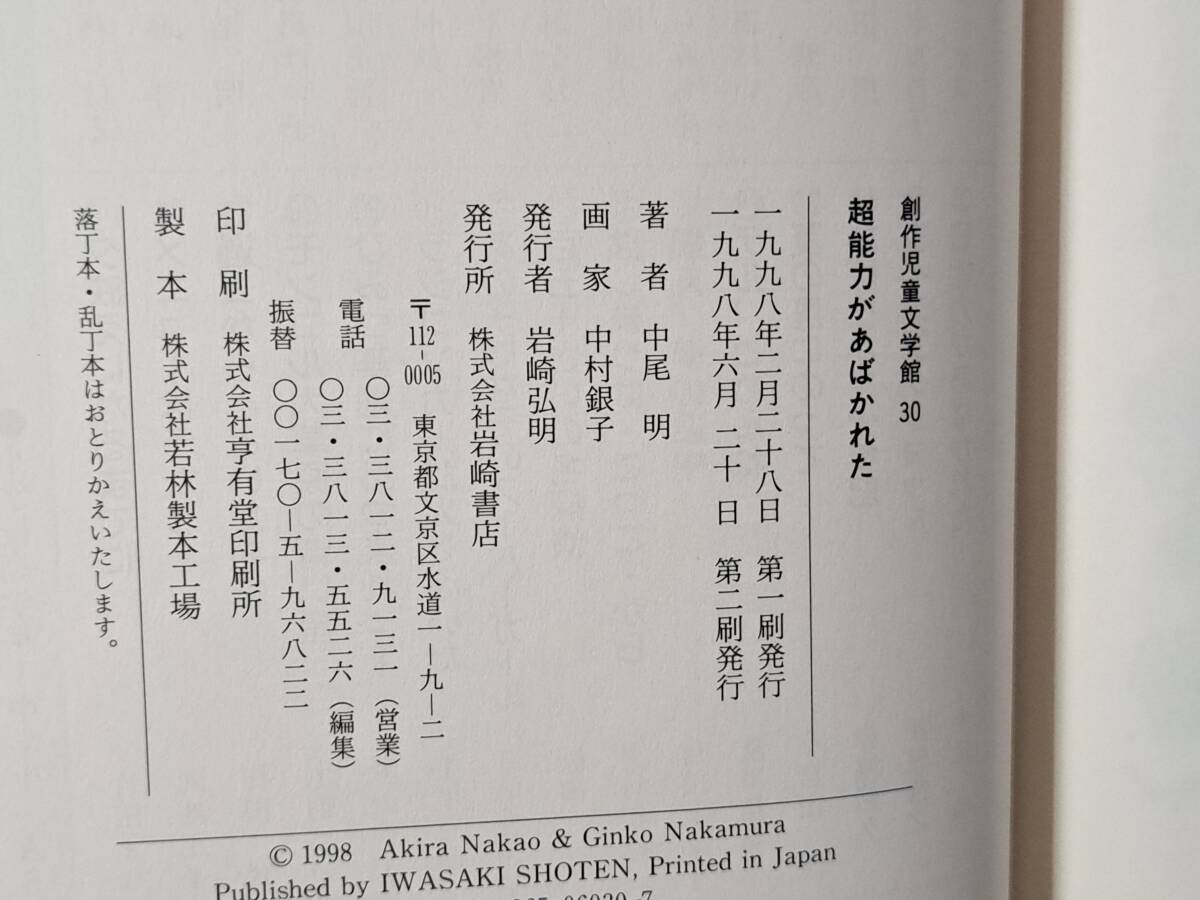 創作児童文学館 30
超能力があばかれた
一九九八年二月二十八日 第一刷発行
一九九八年六月 二十 日 第二刷発行
著 者 中尾 明
画 家 中村銀子
発行者 岩崎弘明
発行所 株式会社岩崎書店
〒112-0005 東京都文京区水道一―九―二
電話 〇三・三八一二・九一三一(営業)
〇三・三八一三・五五二六(編集)
振替 〇〇一七〇―五―九六八二二
印 刷 株式会社亨有堂印刷所
製 本 株式会社若林製本工場
落丁本・乱丁本はおとりかえいたします。
© 1998 Akira Nakao & Ginko Nakamura
Published by IWASAKI SHOTEN, Printed in Japan